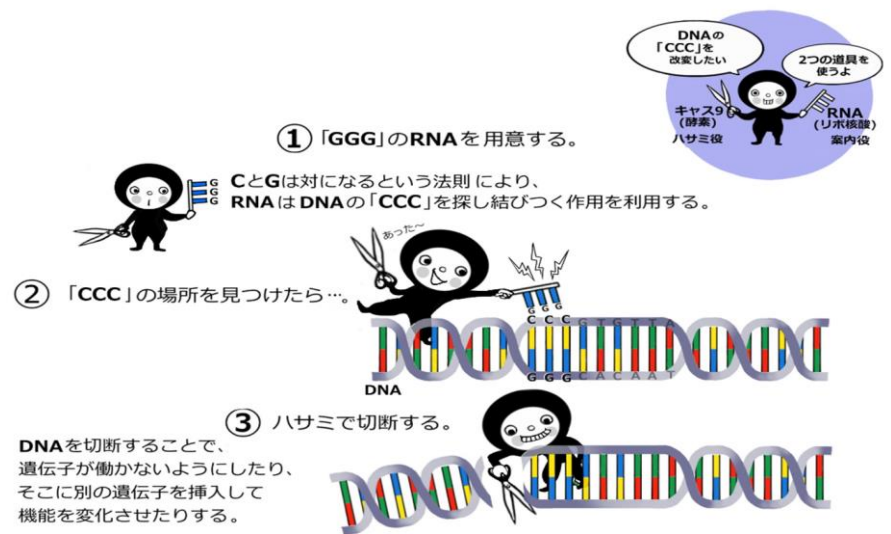 DNAの
「CCC」を
改変したい
2つの道具を
使うよ
キャス9
(酵素)
ハサミ役
RNA
(リボ核酸)
案内役
①「GGG」のRNAを用意する。
G
G
G
CとGは対になるという法則により、
RNAはDNAの「CCC」を探し結びつく作用を利用する。
あった~
② 「CCC」の場所を見つけたら…。
G G G
C C C G T G T T A
G G G C A C A A T
DNA
③ ハサミで切断する。
DNAを切断することで、
遺伝子が働かないようにしたり、
そこに別の遺伝子を挿入して
機能を変化させたりする。